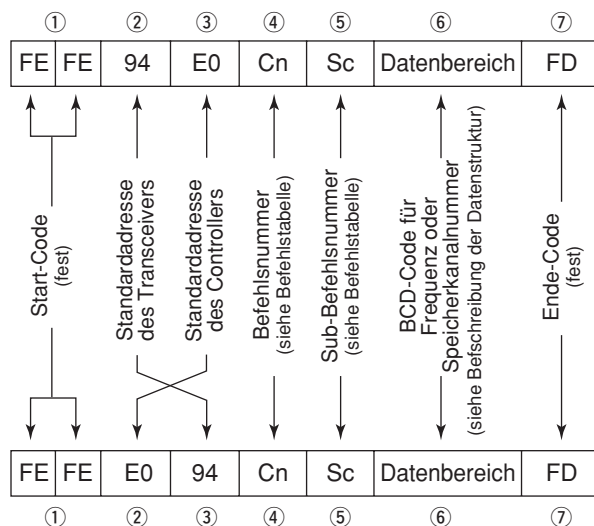 ① ② ③ ④ ⑤ ⑥ ⑦
FE FE 94 E0 Cn Sc Datenbereich FD
Start-Code
(fest)
Standardadresse
des Transceivers
Standardadresse
des Controllers
Befehlsnummer
(siehe Befehlstabelle)
Sub-Befehlsnummer
(siehe Befehlstabelle)
BCD-Code für
Frequenz oder
Speicherkanalnummer
(siehe Befschreibung der Datenstruktur)
Ende-Code
(fest)
FE FE E0 94 Cn Sc Datenbereich FD
① ② ③ ④ ⑤ ⑥ ⑦